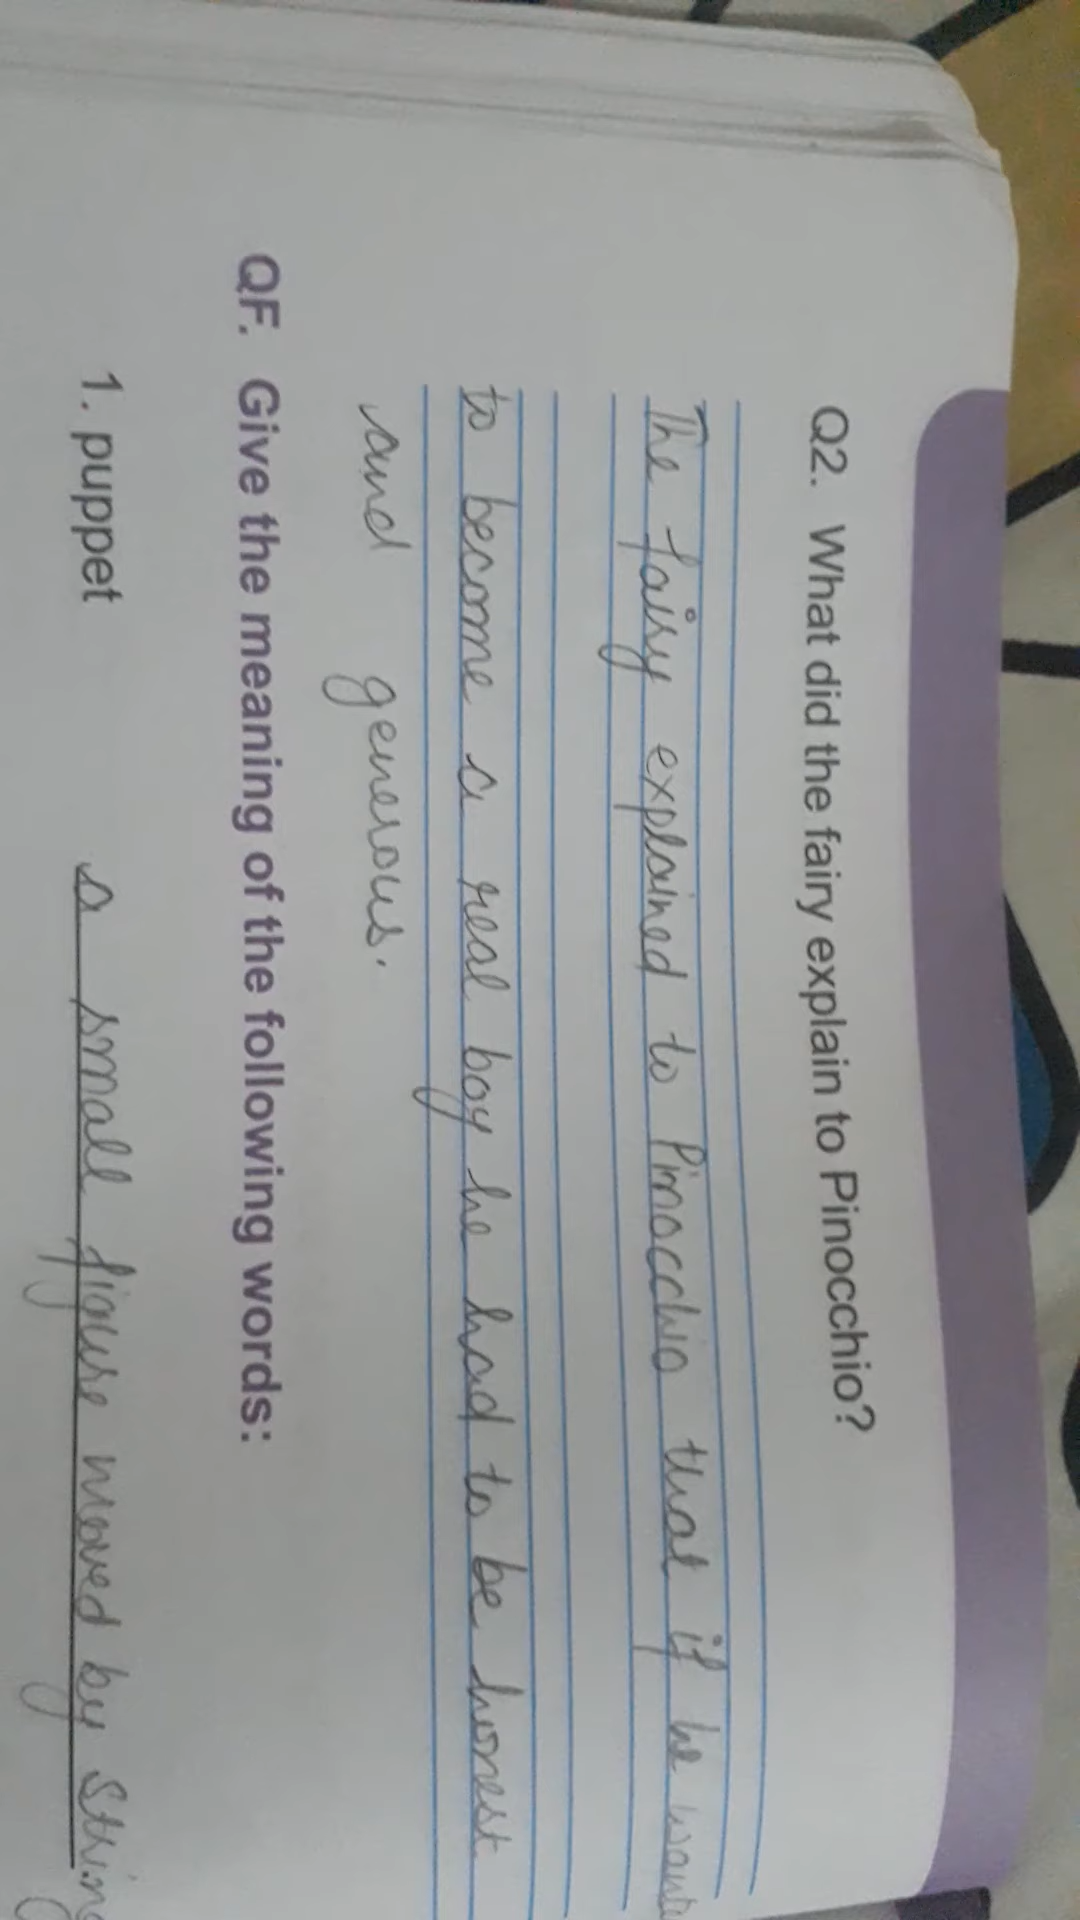 Q2. What did the fairy explain to Pinocchio?
The fairy explained to Pinocchio that if he
to become a real boy he had to be honest
and generous.
QF. Give the meaning of the following words:
1. puppet a small figure moved by